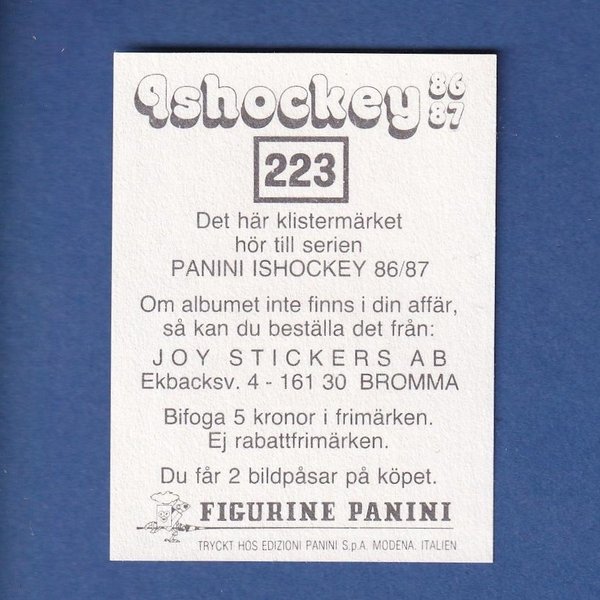 Ishockey 86
87
223
Det här klistermärket
hör till serien
PANINI ISHOCKEY 86/87
Om albumet inte finns i din affär,
så kan du beställa det från:
JOY STICKERS AB
Ekbacksv. 4 - 161 30 BROMMA
Bifoga 5 kronor i frimärken.
Ej rabattfrimärken.
Du får 2 bildpåsar på köpet.
FIGURINE PANINI
TRYCKT HOS EDIZIONI PANINI S.p.A. MODENA. ITALIEN